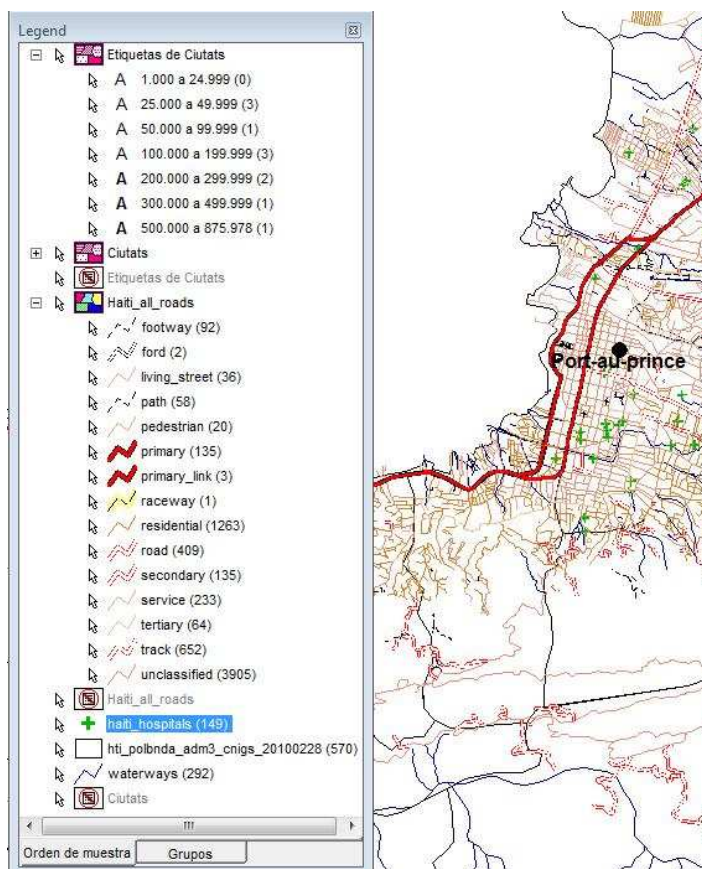 Legend
Etiquetas de Ciutats
A 1.000 a 24.999 (0)
A 25.000 a 49.999 (3)
A 50.000 a 99.999 (1)
A 100.000 a 199.999 (3)
A 200.000 a 299.999 (2)
A 300.000 a 499.999 (1)
A 500.000 a 875.978 (1)
Ciutats
Etiquetas de Ciutats
Haiti_all_roads
footway (92)
ford (2)
living_street (36)
path (58)
pedestrian (20)
primary (135)
primary_link (3)
raceway (1)
residential (1263)
road (409)
secondary (135)
service (233)
tertiary (64)
track (652)
unclassified (3905)
Haiti_all_roads
haiti_hospitals (149)
hti_polbnda_adm3_cnigs_20100228 (570)
waterways (292)
Ciutats
Orden de muestra
Grupos
Port-au-prince